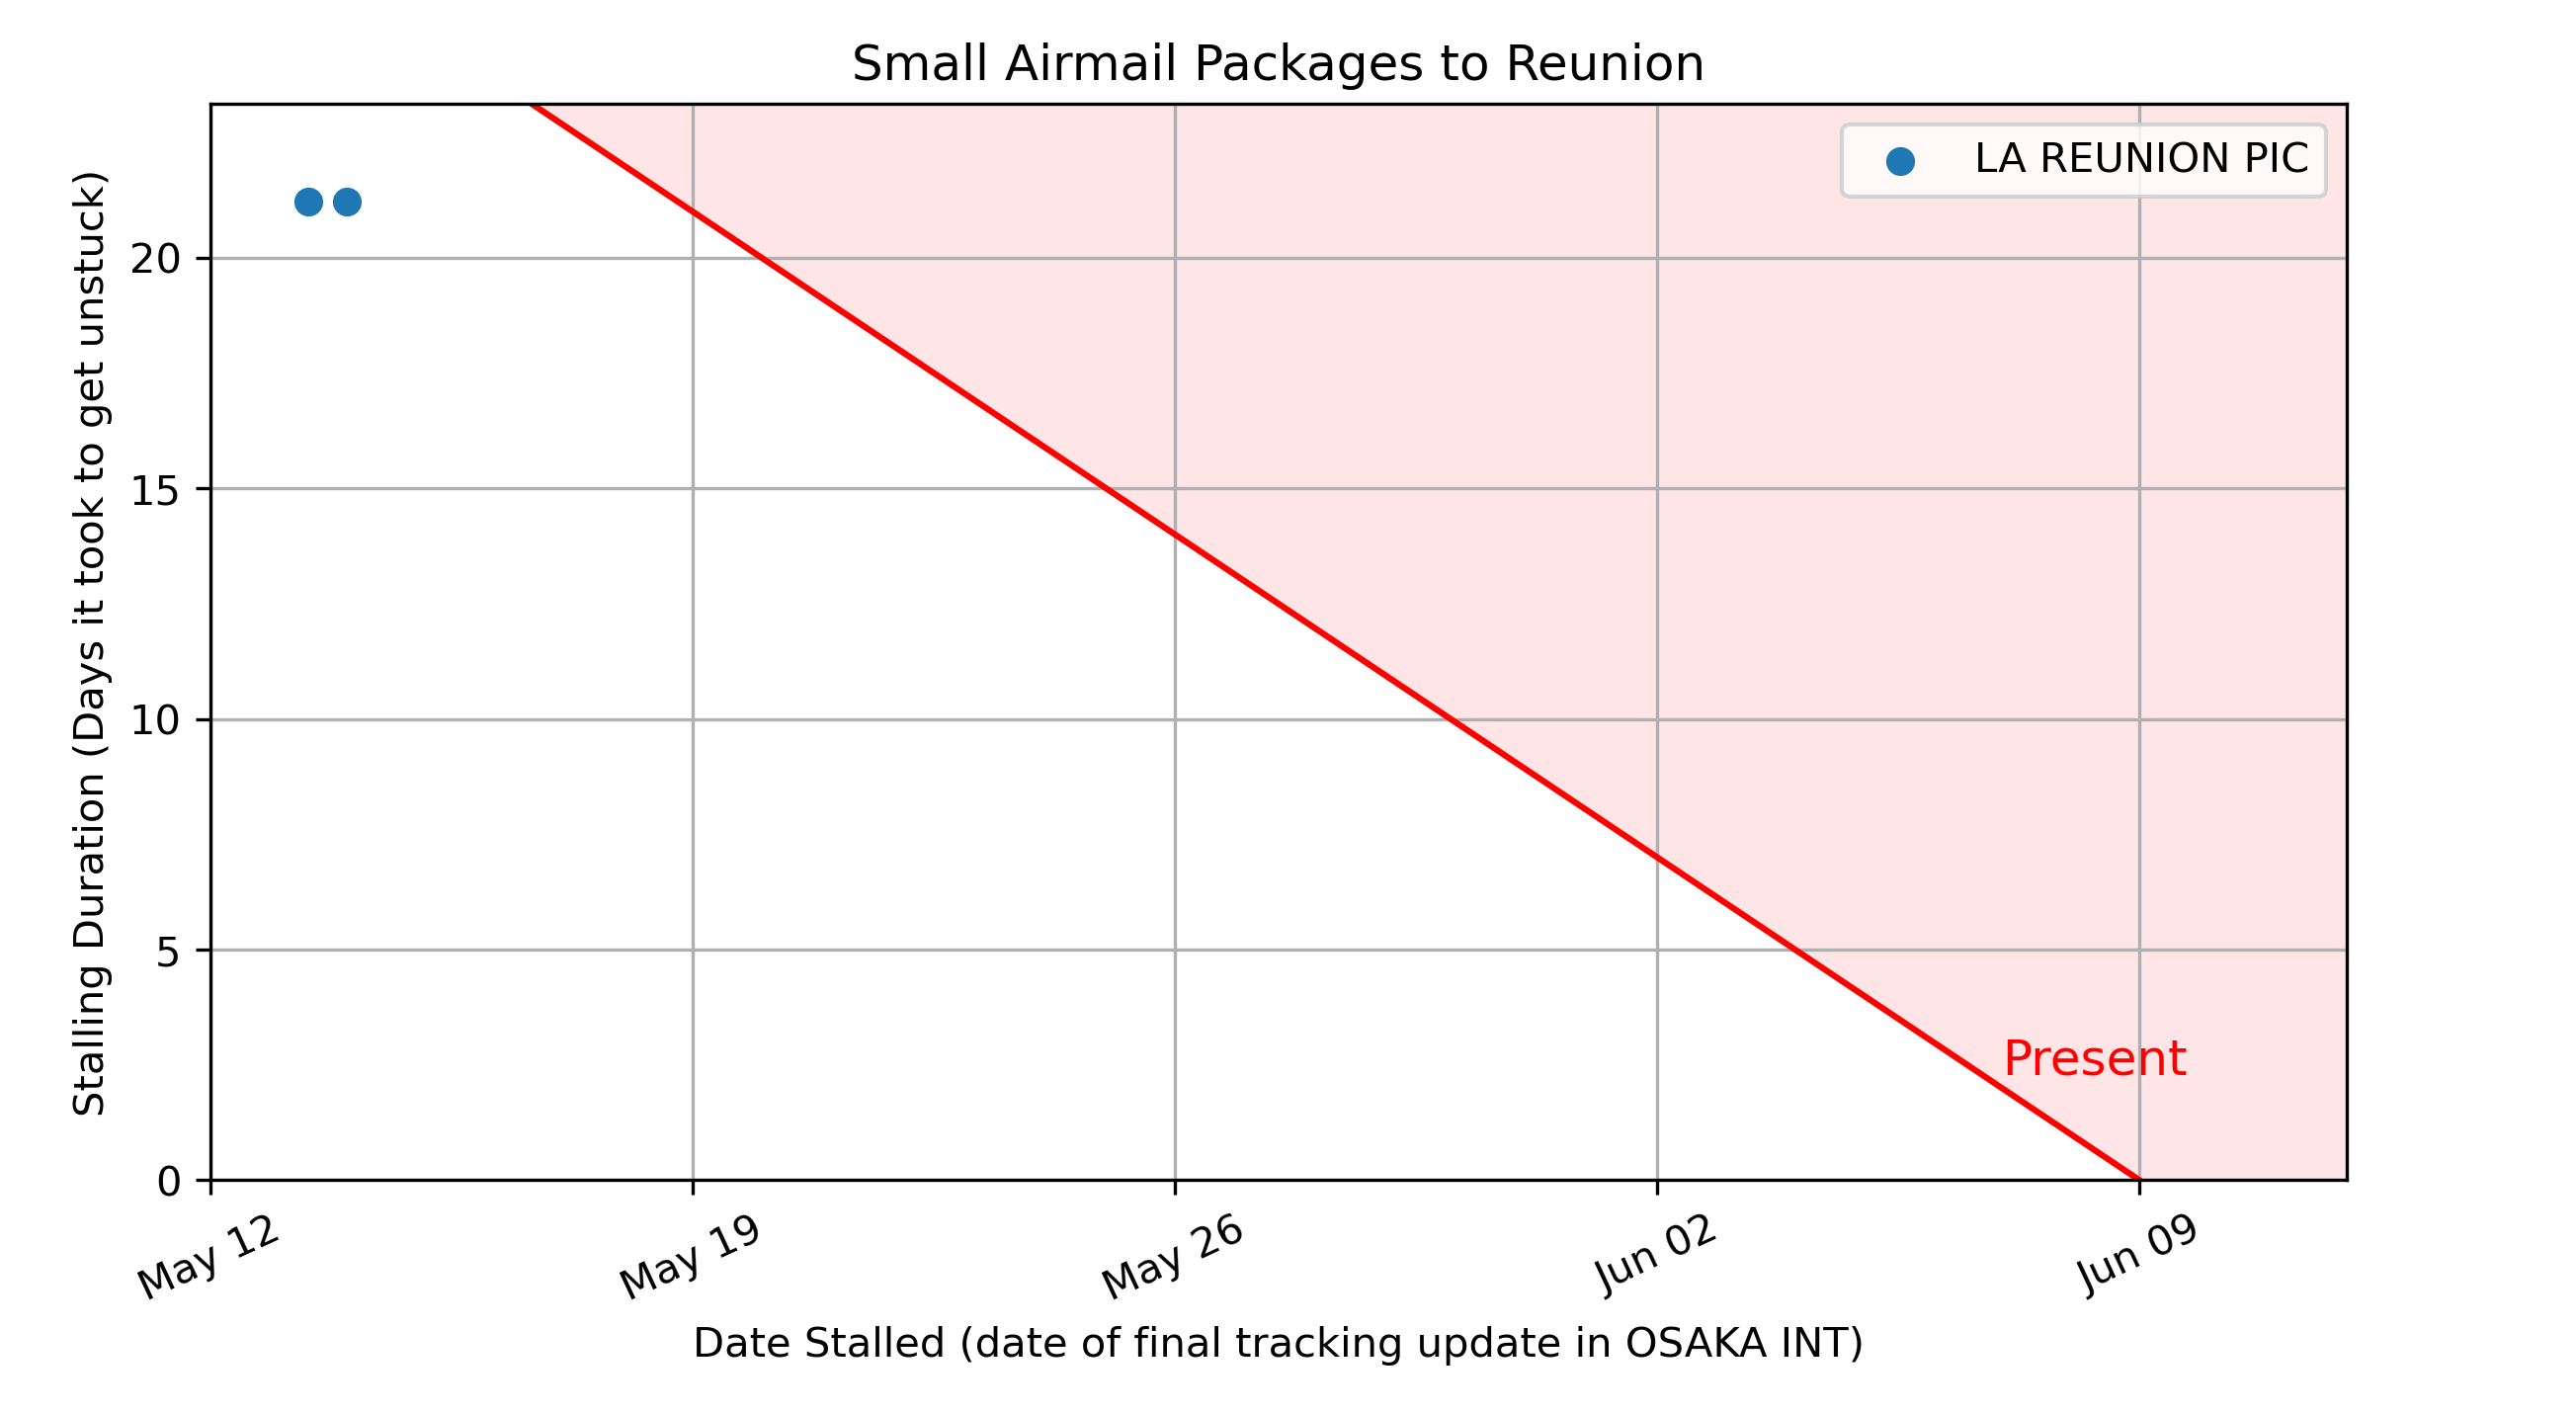 Small Airmail Packages to Reunion
LA REUNION PIC
Stalling Duration (Days it took to get unstuck)
20
15
10
5
0
Present
May 12
May 19
May 26
Jun 02
Jun 09
Date Stalled (date of final tracking update in OSAKA INT)